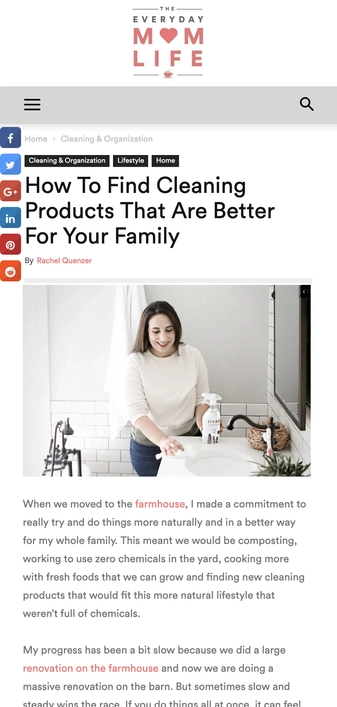 THE
EVERYDAY
MOM
LIFE
Home › Cleaning & Organization
Cleaning & Organization Lifestyle Home
How To Find Cleaning
Products That Are Better
For Your Family
By Rachel Quenzer
When we moved to the farmhouse, I made a commitment to
really try and do things more naturally and in a better way
for my whole family. This meant we would be composting,
working to use zero chemicals in the yard, cooking more
with fresh foods that we can grow and finding new cleaning
products that would fit this more natural lifestyle that
weren't full of chemicals.
My progress has been a bit slow because we did a large
renovation on the farmhouse and now we are doing a
massive renovation on the barn. But sometimes slow and
steady wins the race. If you do things all at once, it can feel